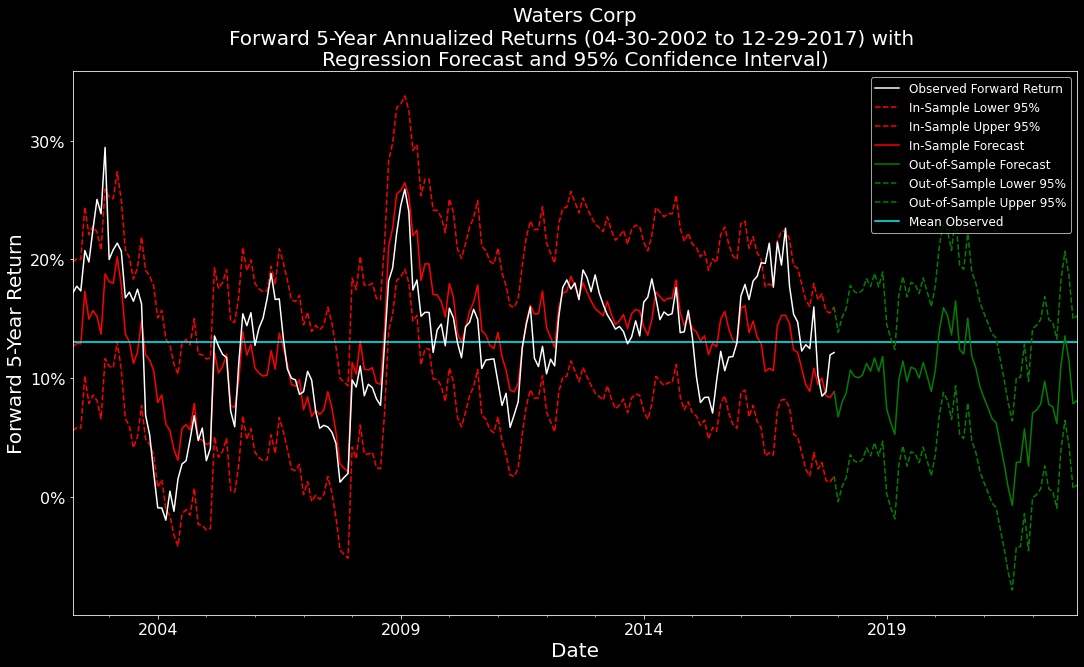 Waters Corp
Forward 5-Year Annualized Returns (04-30-2002 to 12-29-2017) with
Regression Forecast and 95% Confidence Interval)
Observed Forward Return
In-Sample Lower 95%
In-Sample Upper 95%
In-Sample Forecast
Out-of-Sample Forecast
Out-of-Sample Lower 95%
Out-of-Sample Upper 95%
Mean Observed
Forward 5-Year Return
30%
20%
10%
0%
2004
2009
2014
2019
Date